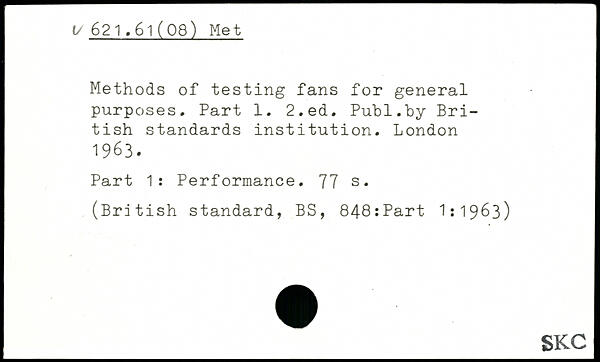 ✓ 621.61(08) Met
Methods of testing fans for general
purposes. Part 1. 2.ed. Publ.by Bri-
tish standards institution. London
1963.
Part 1: Performance. 77 s.
(British standard, BS, 848:Part 1:1963)
SKC